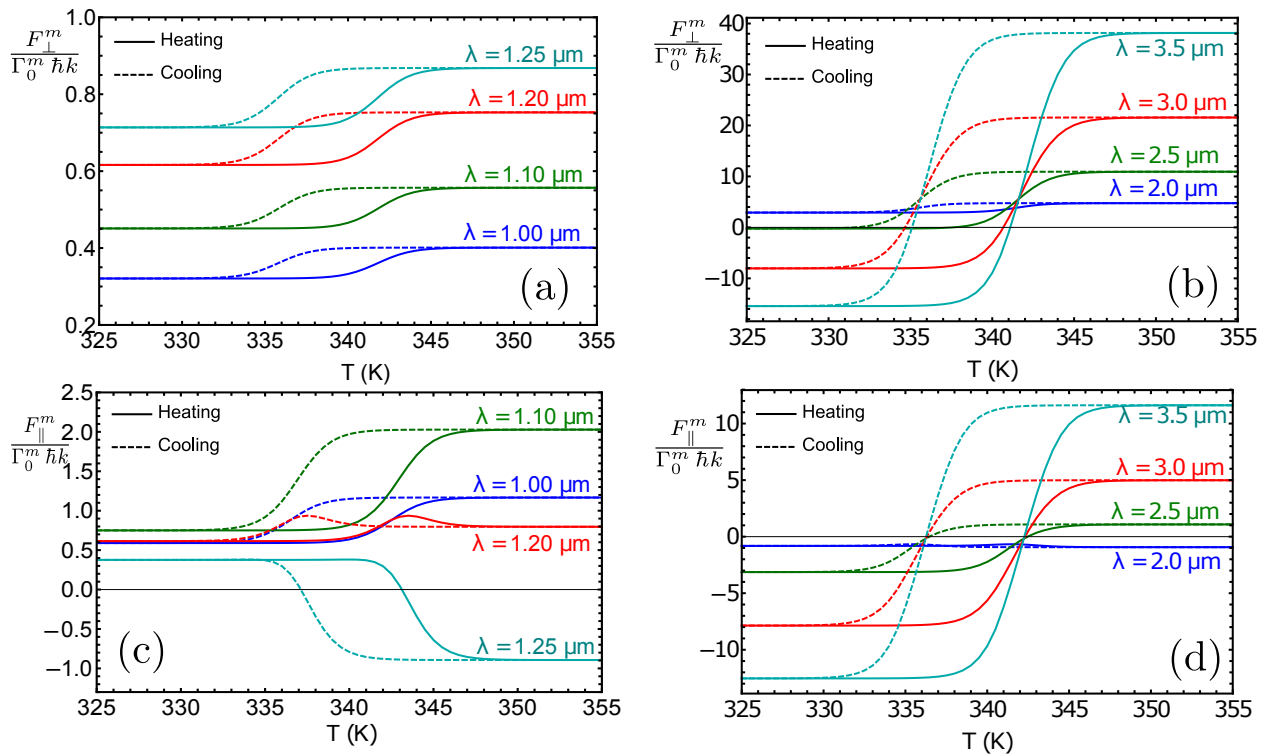 F⊥^m / Γ0^m ħk
1.0
0.8
0.6
0.4
0.2
Heating
Cooling
λ = 1.25 μm
λ = 1.20 μm
λ = 1.10 μm
λ = 1.00 μm
(a)
325 330 335 340 345 350 355
T (K)
F⊥^m / Γ0^m ħk
40
30
20
10
0
−10
Heating
Cooling
λ = 3.5 μm
λ = 3.0 μm
λ = 2.5 μm
λ = 2.0 μm
(b)
325 330 335 340 345 350 355
T (K)
F∥^m / Γ0^m ħk
2.5
2.0
1.5
1.0
0.5
0.0
−0.5
−1.0
Heating
Cooling
λ = 1.10 μm
λ = 1.00 μm
λ = 1.20 μm
λ = 1.25 μm
(c)
325 330 335 340 345 350 355
T (K)
F∥^m / Γ0^m ħk
10
5
0
−5
−10
Heating
Cooling
λ = 3.5 μm
λ = 3.0 μm
λ = 2.5 μm
λ = 2.0 μm
(d)
325 330 335 340 345 350 355
T (K)